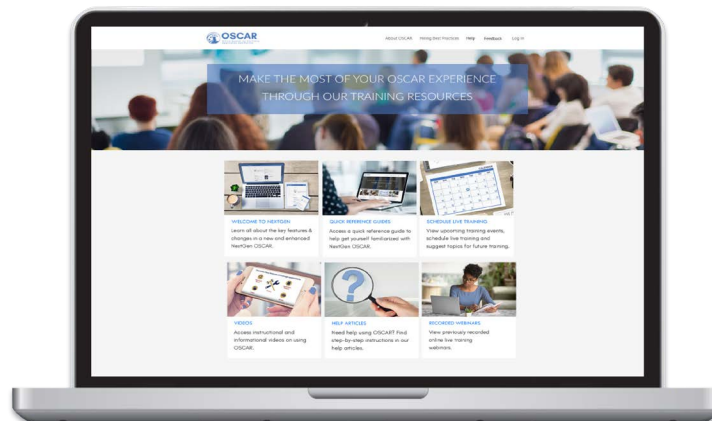 OSCAR
About OSCAR Hiring Best Practices Help Feedback Log In
MAKE THE MOST OF YOUR OSCAR EXPERIENCE
THROUGH OUR TRAINING RESOURCES
WELCOME TO NEXTGEN
Learn all about the key features &
changes in a new and enhanced
NextGen OSCAR.
QUICK REFERENCE GUIDES
Access a quick reference guide to
help get yourself familiarized with
NextGen OSCAR.
SCHEDULE LIVE TRAINING
View upcoming training events,
schedule live training and
suggest topics for future training.
VIDEOS
Access instructional and
informational videos on using
OSCAR.
HELP ARTICLES
Need help using OSCAR? Find
step-by-step instructions in our
help articles.
RECORDED WEBINARS
View previously recorded
online live training
webinars.